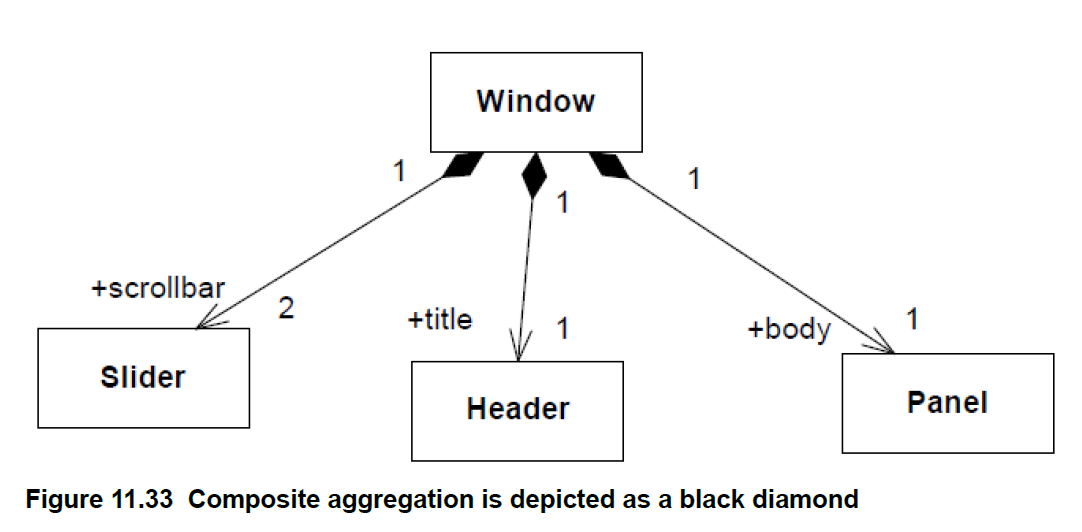 Window
1
1
1
+scrollbar
2
+title
1
+body
1
Slider
Header
Panel
Figure 11.33 Composite aggregation is depicted as a black diamond